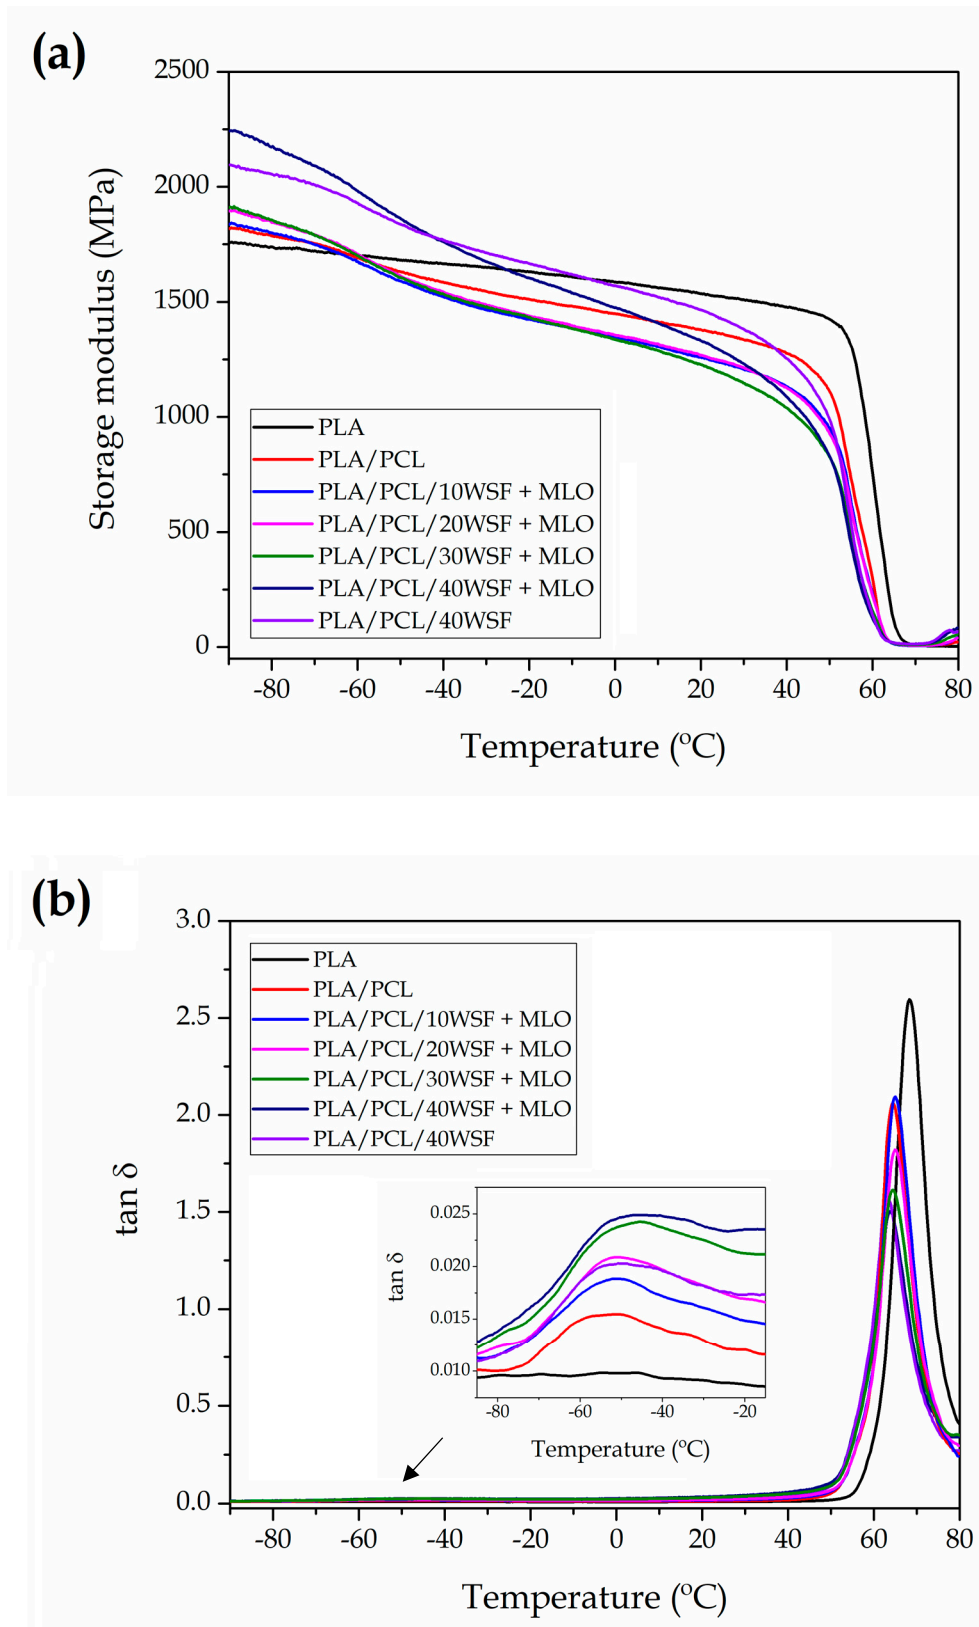 (a)
2500
2000
1500
1000
500
0
Storage modulus (MPa)
PLA
PLA/PCL
PLA/PCL/10WSF + MLO
PLA/PCL/20WSF + MLO
PLA/PCL/30WSF + MLO
PLA/PCL/40WSF + MLO
PLA/PCL/40WSF
-80 -60 -40 -20 0 20 40 60 80
Temperature (ºC)
(b)
3.0
2.5
2.0
1.5
1.0
0.5
0.0
tan δ
PLA
PLA/PCL
PLA/PCL/10WSF + MLO
PLA/PCL/20WSF + MLO
PLA/PCL/30WSF + MLO
PLA/PCL/40WSF + MLO
PLA/PCL/40WSF
0.025
0.020
0.015
0.010
tan δ
-80 -60 -40 -20
Temperature (ºC)
-80 -60 -40 -20 0 20 40 60 80
Temperature (ºC)